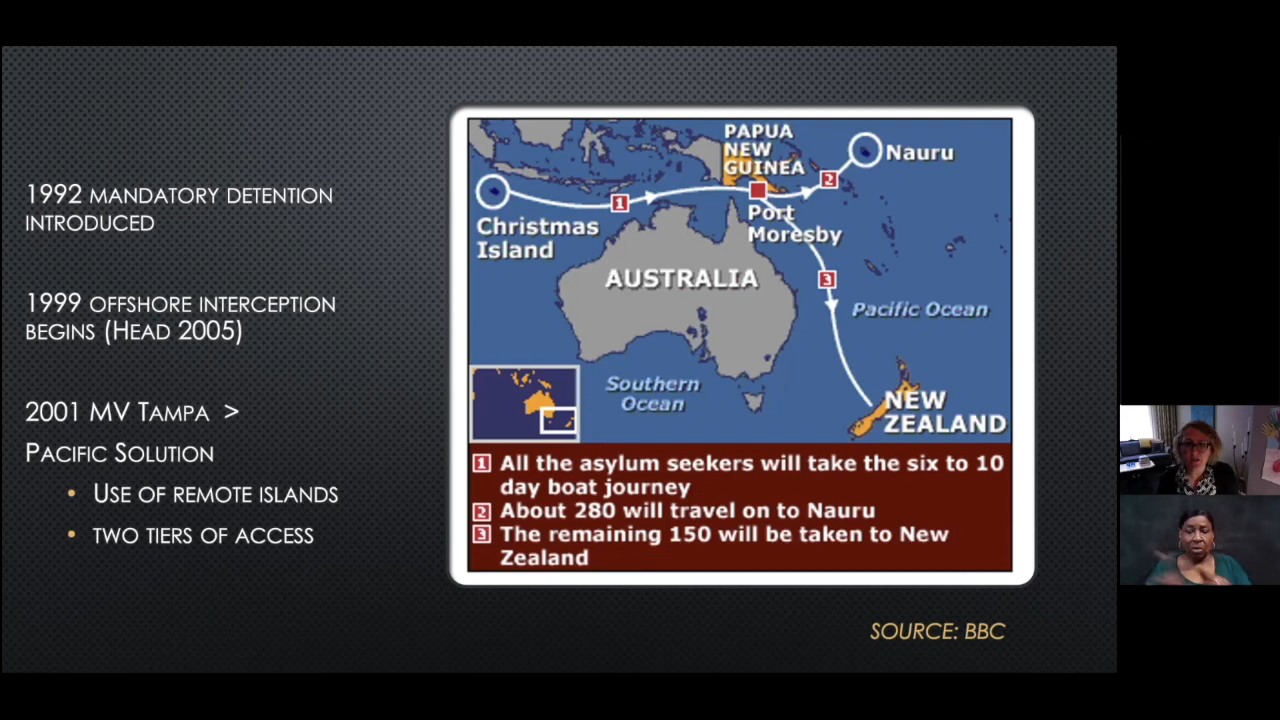 1992 MANDATORY DETENTION
INTRODUCED
1999 OFFSHORE INTERCEPTION
BEGINS (HEAD 2005)
2001 MV TAMPA >
PACIFIC SOLUTION
• USE OF REMOTE ISLANDS
• TWO TIERS OF ACCESS
PAPUA
NEW
GUINEA
Nauru
2
1
Christmas
Island
Port
Moresby
AUSTRALIA
3
Pacific Ocean
Southern
Ocean
NEW
ZEALAND
1 All the asylum seekers will take the six to 10
day boat journey
2 About 280 will travel on to Nauru
3 The remaining 150 will be taken to New
Zealand
SOURCE: BBC